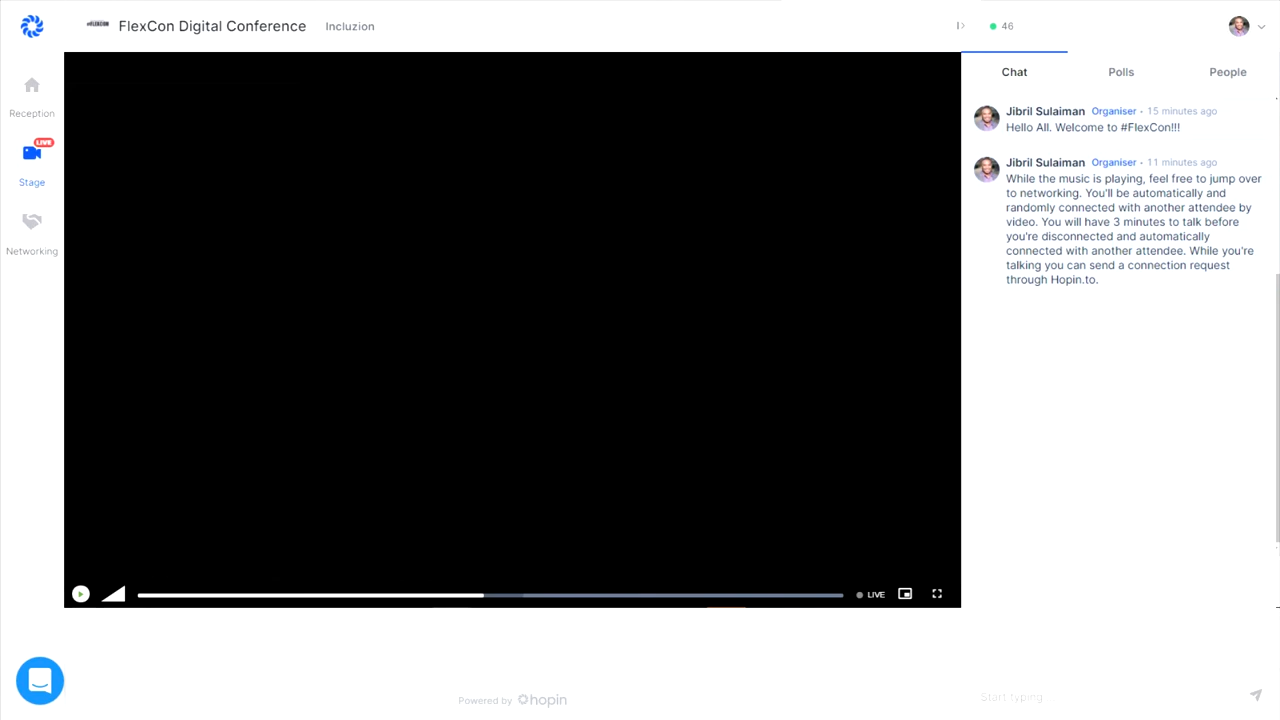 #FLEXCON FlexCon Digital Conference Incluzion
46
Chat Polls People
Reception
LIVE
Stage
Networking
Jibril Sulaiman Organiser • 15 minutes ago
Hello All. Welcome to #FlexCon!!!
Jibril Sulaiman Organiser • 11 minutes ago
While the music is playing, feel free to jump over
to networking. You'll be automatically and
randomly connected with another attendee by
video. You will have 3 minutes to talk before
you're disconnected and automatically
connected with another attendee. While you're
talking you can send a connection request
through Hopin.to.
LIVE
Powered by hopin
Start typing